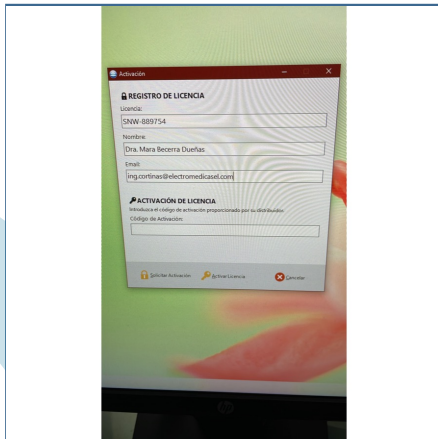 Activación
REGISTRO DE LICENCIA
Licencia:
SNW-889754
Nombre:
Dra. Mara Becerra Dueñas
Email:
ing.cortinas@electromedicasel.com
ACTIVACIÓN DE LICENCIA
Introduzca el código de activación proporcionado por su distribuidor.
Código de Activación:
Solicitar Activación Activar Licencia Cancelar
hp